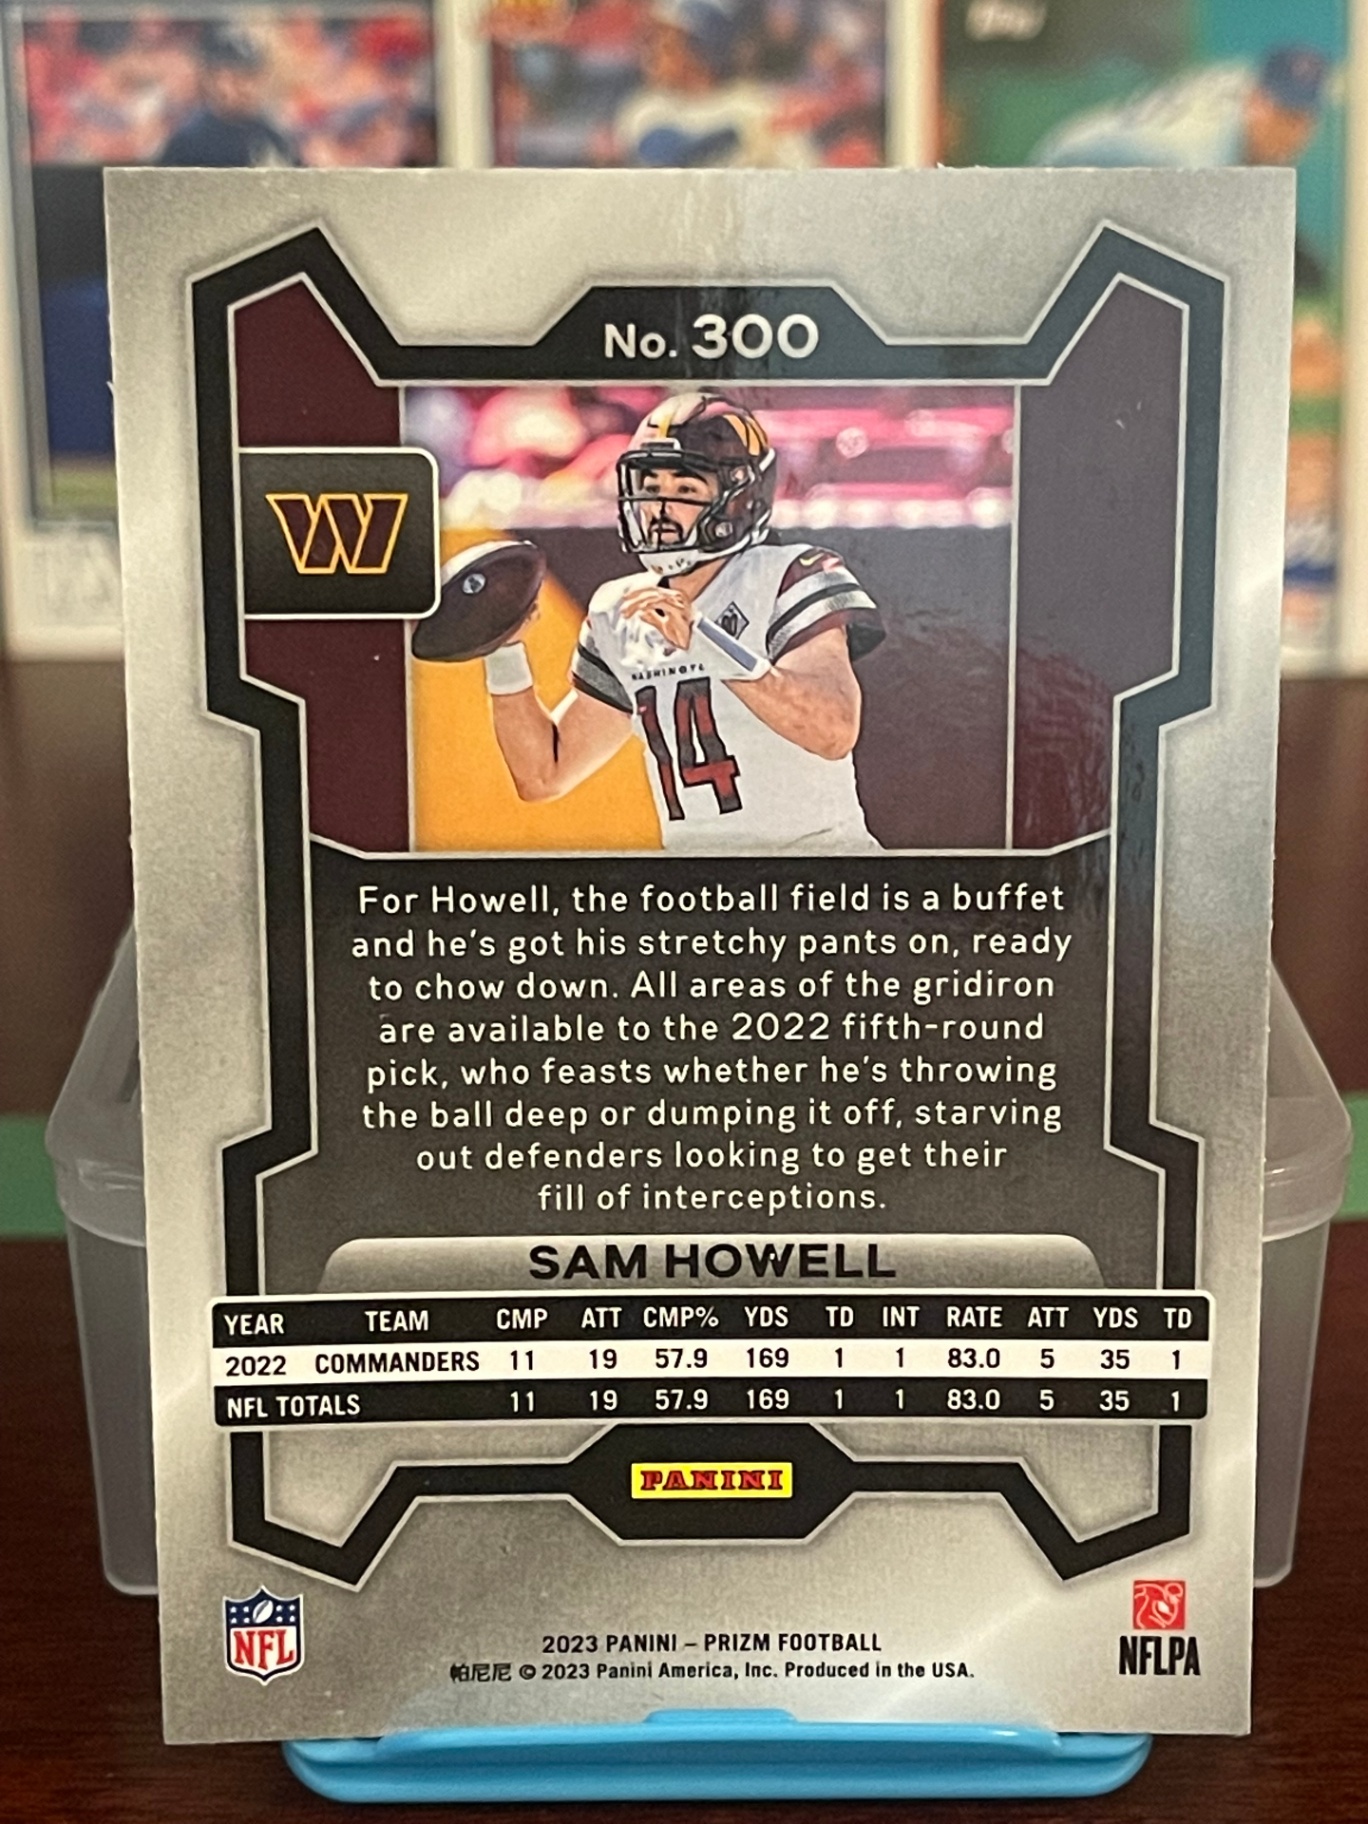 No. 300
W
WASHINGTON
14
For Howell, the football field is a buffet
and he's got his stretchy pants on, ready
to chow down. All areas of the gridiron
are available to the 2022 fifth-round
pick, who feasts whether he's throwing
the ball deep or dumping it off, starving
out defenders looking to get their
fill of interceptions.
SAM HOWELL
YEAR TEAM CMP ATT CMP% YDS TD INT RATE ATT YDS TD
2022 COMMANDERS 11 19 57.9 169 1 1 83.0 5 35 1
NFL TOTALS 11 19 57.9 169 1 1 83.0 5 35 1
PANINI
NFL
2023 PANINI – PRIZM FOOTBALL
帕尼尼 © 2023 Panini America, Inc. Produced in the USA.
NFLPA